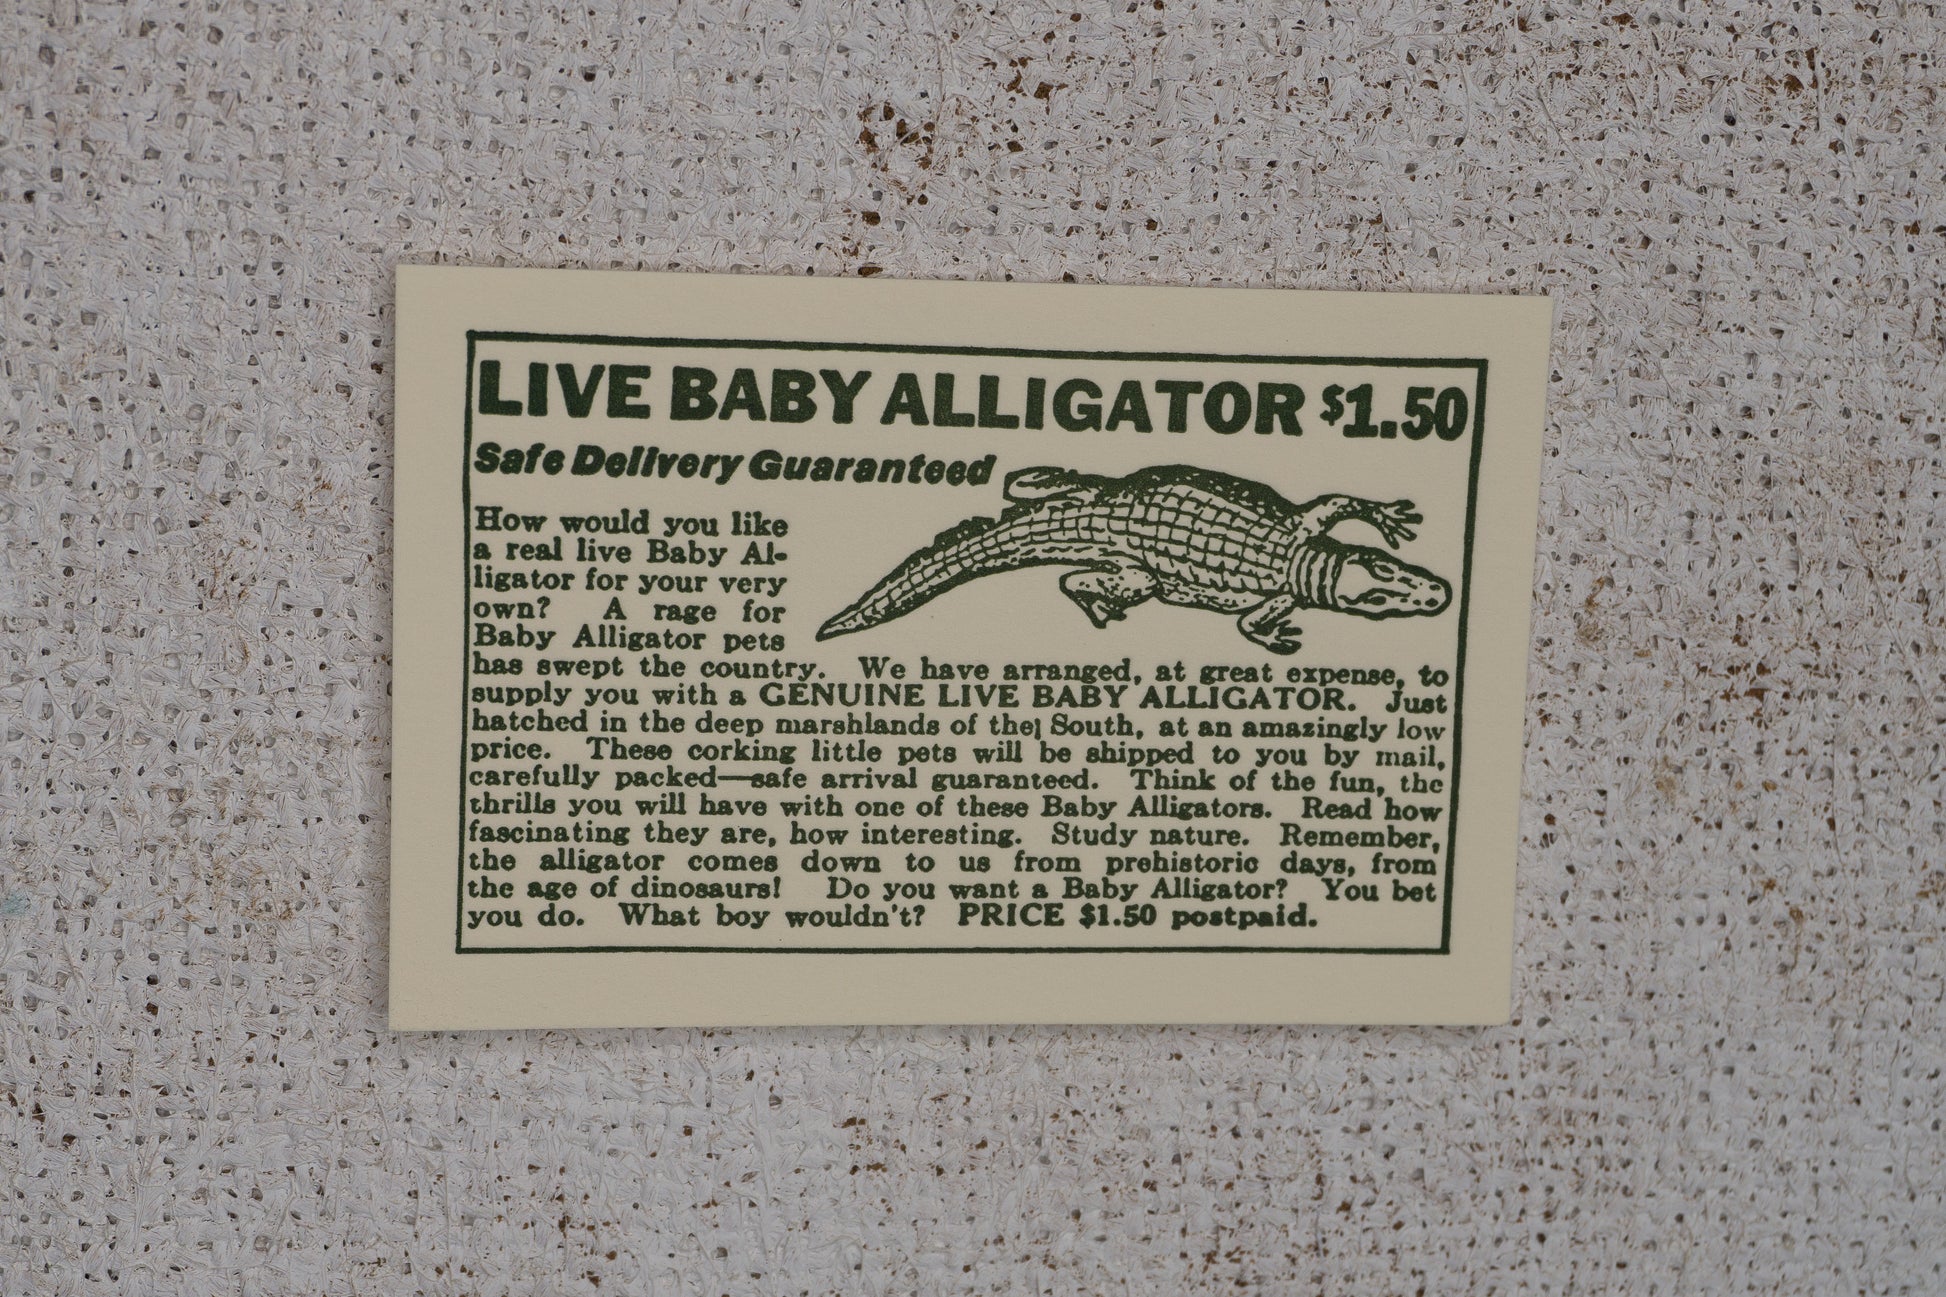 LIVE BABY ALLIGATOR $1.50
Safe Delivery Guaranteed
How would you like
a real live Baby Al-
ligator for your very
own? A rage for
Baby Alligator pets
has swept the country. We have arranged, at great expense, to
supply you with a GENUINE LIVE BABY ALLIGATOR. Just
hatched in the deep marshlands of the South, at an amazingly low
price. These corking little pets will be shipped to you by mail,
carefully packed—safe arrival guaranteed. Think of the fun, the
thrills you will have with one of these Baby Alligators. Read how
fascinating they are, how interesting. Study nature. Remember,
the alligator comes down to us from prehistoric days, from
the age of dinosaurs! Do you want a Baby Alligator? You bet
you do. What boy wouldn't? PRICE $1.50 postpaid.